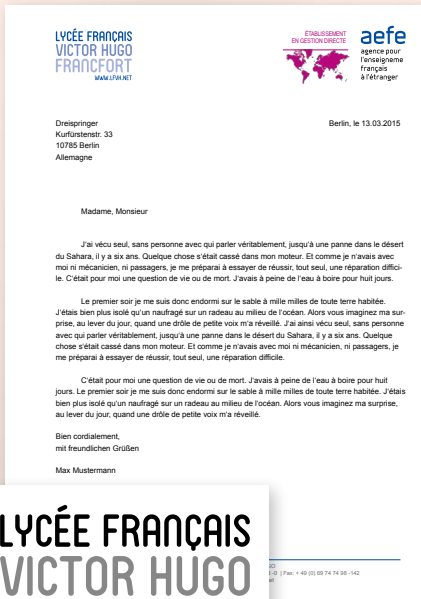 LYCÉE FRANÇAIS
VICTOR HUGO
FRANCFORT
WWW.LFVH.NET
ÉTABLISSEMENT
EN GESTION DIRECTE
aefe
agence pour
l'enseigneme
français
à l'étranger
Dreispringer
Kurfürstenstr. 33
10785 Berlin
Allemagne
Berlin, le 13.03.2015
Madame, Monsieur
J'ai vécu seul, sans personne avec qui parler véritablement, jusqu'à une panne dans le désert
du Sahara, il y a six ans. Quelque chose s'était cassé dans mon moteur. Et comme je n'avais avec
moi ni mécanicien, ni passagers, je me préparai à essayer de réussir, tout seul, une réparation diffici-
le. C'était pour moi une question de vie ou de mort. J'avais à peine de l'eau à boire pour huit jours.
Le premier soir je me suis donc endormi sur le sable à mille milles de toute terre habitée.
J'étais bien plus isolé qu'un naufragé sur un radeau au milieu de l'océan. Alors vous imaginez ma sur-
prise, au lever du jour, quand une drôle de petite voix m'a réveillé. J'ai ainsi vécu seul, sans personne
avec qui parler véritablement, jusqu'à une panne dans le désert du Sahara, il y a six ans. Quelque
chose s'était cassé dans mon moteur. Et comme je n'avais avec moi ni mécanicien, ni passagers, je
me préparai à essayer de réussir, tout seul, une réparation difficile.
C'était pour moi une question de vie ou de mort. J'avais à peine de l'eau à boire pour huit
jours. Le premier soir je me suis donc endormi sur le sable à mille milles de toute terre habitée. J'étais
bien plus isolé qu'un naufragé sur un radeau au milieu de l'océan. Alors vous imaginez ma surprise,
au lever du jour, quand une drôle de petite voix m'a réveillé.
Bien cordialement,
mit freundlichen Grüßen
Max Mustermann
GO
-0 | Fax: + 49 (0) 69 74 74 98 -142
et
LYCÉE FRANÇAIS
VICTOR HUGO